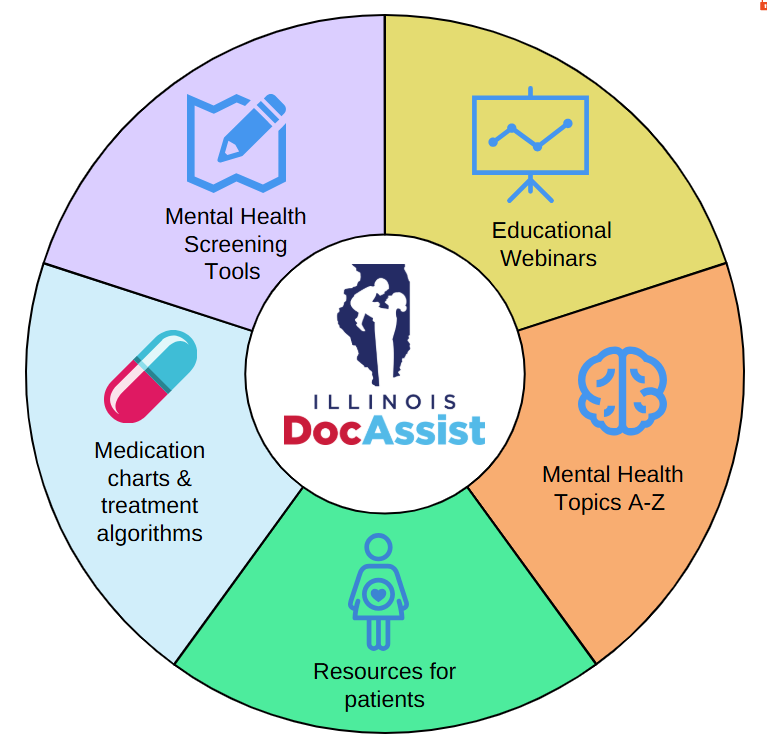 Mental Health
Screening
Tools
Educational
Webinars
ILLINOIS
DocAssist
Medication
charts &
treatment
algorithms
Mental Health
Topics A-Z
Resources for
patients